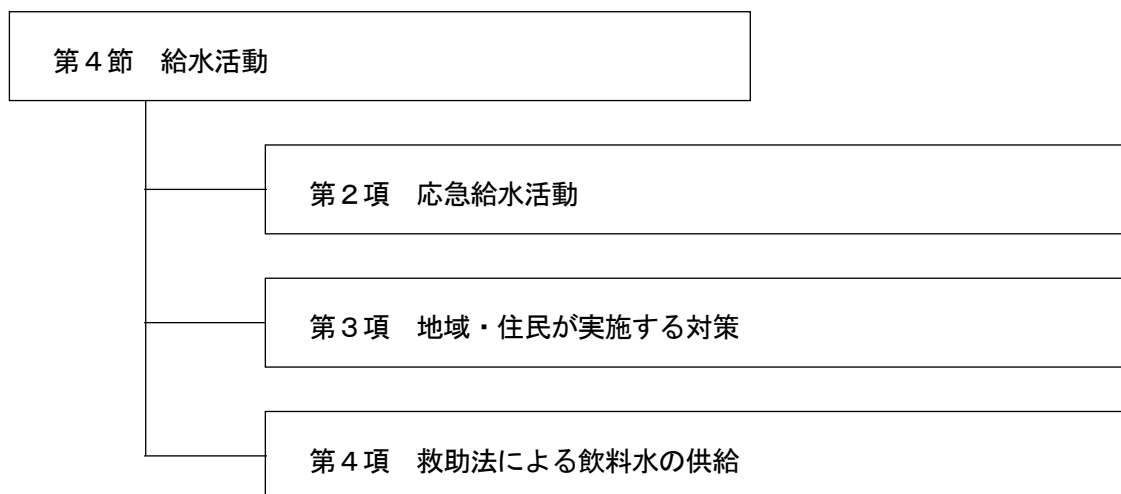 第４節　給水活動
第２項　応急給水活動
第３項　地域・住民が実施する対策
第４項　救助法による飲料水の供給